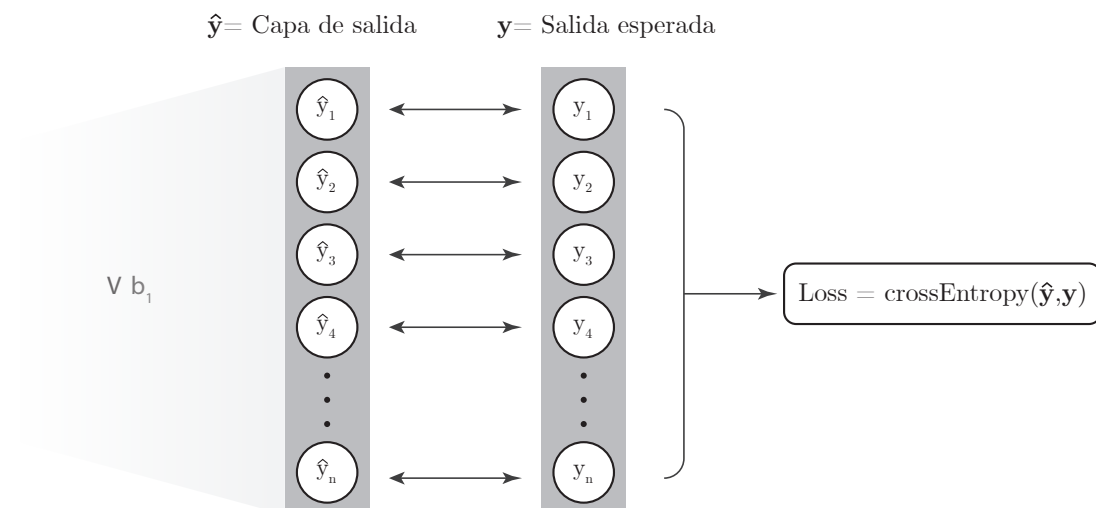 ŷ= Capa de salida
y= Salida esperada
ŷ₁
y₁
ŷ₂
y₂
ŷ₃
y₃
V b₁
Loss = crossEntropy(ŷ,y)
ŷ₄
y₄
ŷₙ
yₙ